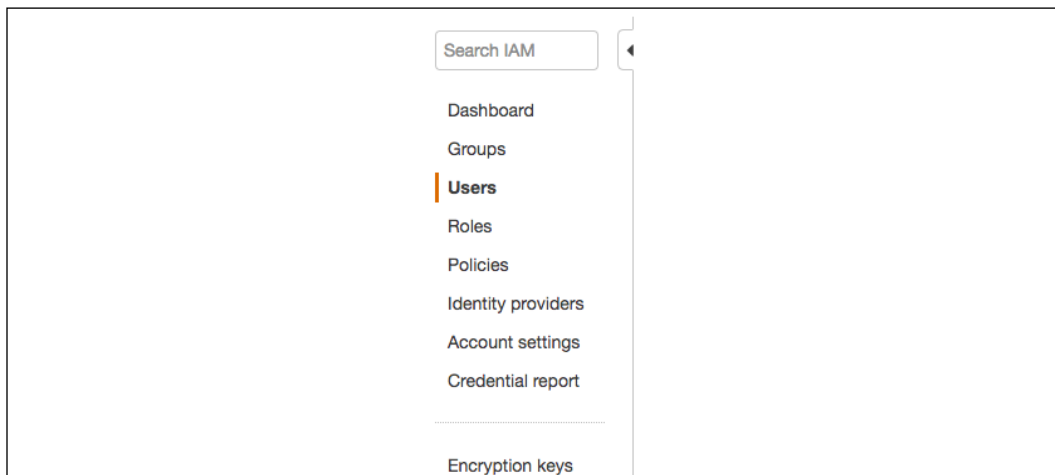 Search IAM
Dashboard
Groups
Users
Roles
Policies
Identity providers
Account settings
Credential report
Encryption keys